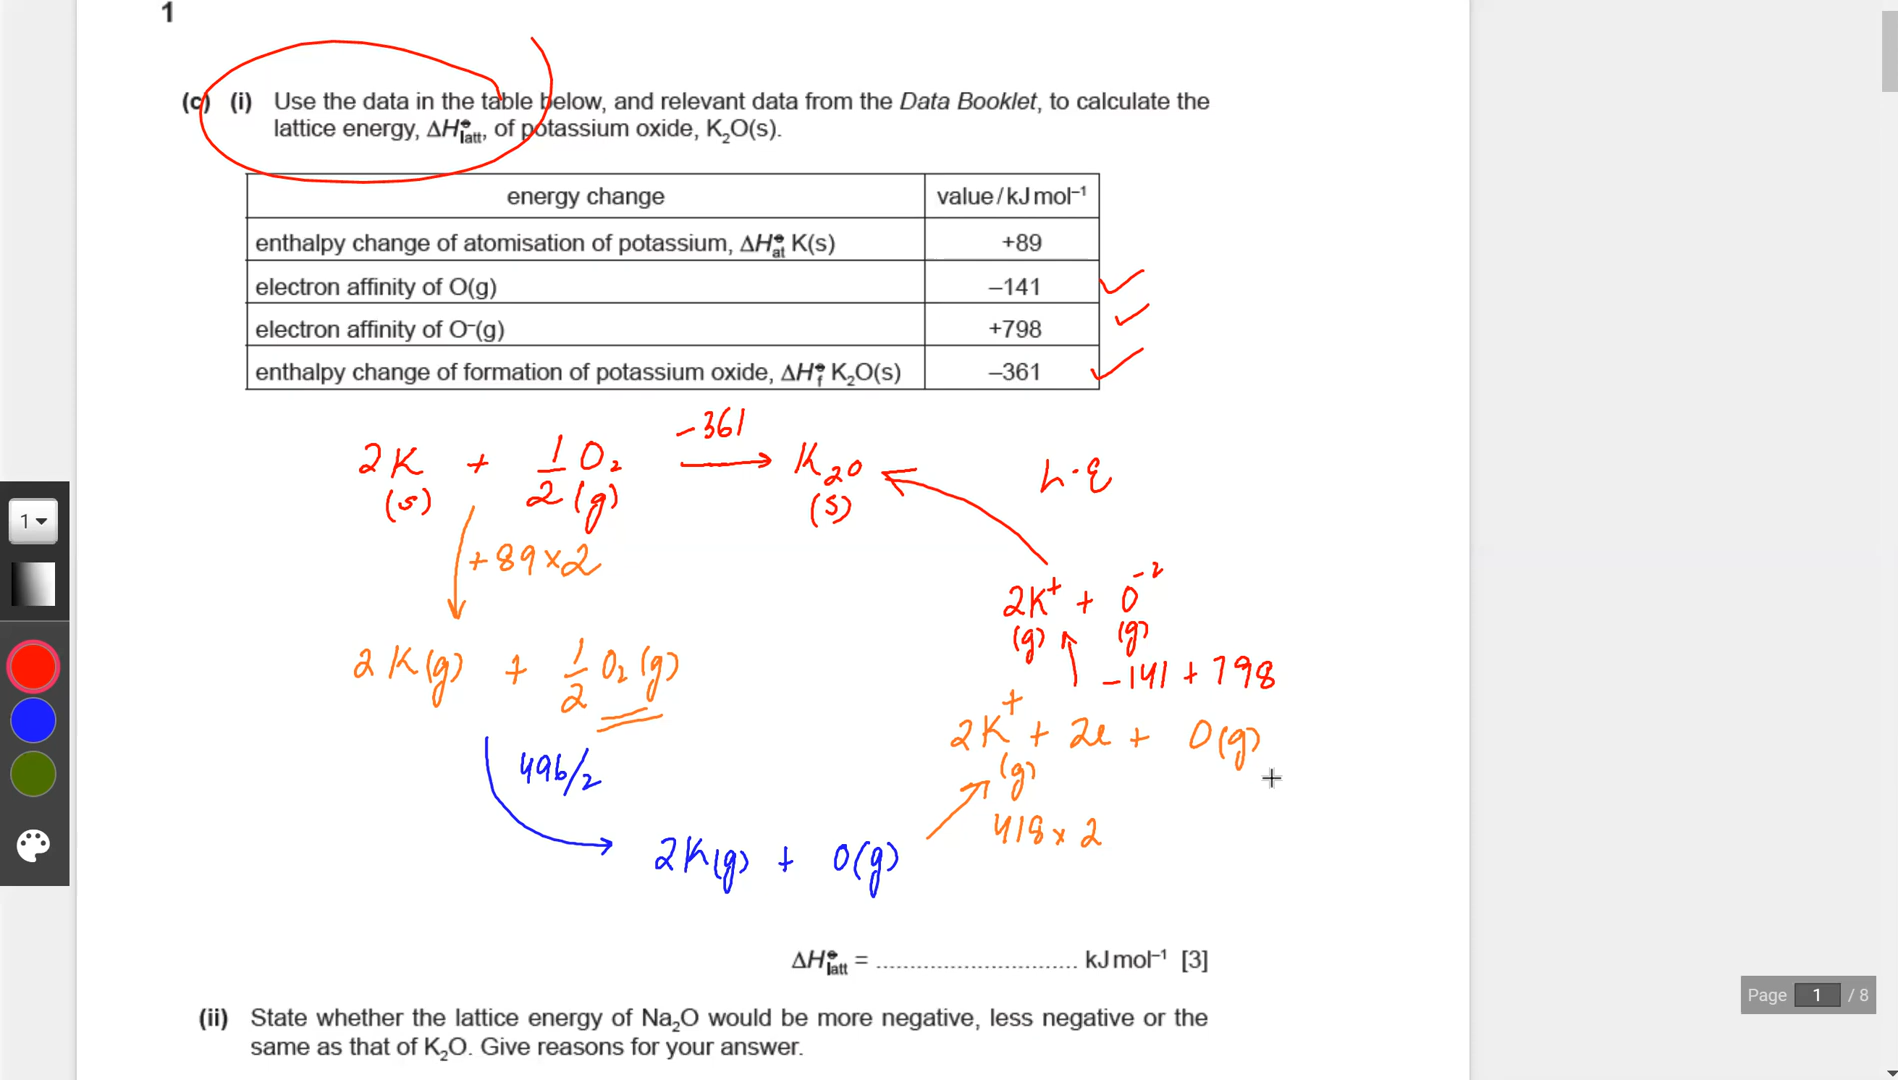 1
(c) (i) Use the data in the table below, and relevant data from the Data Booklet, to calculate the
lattice energy, ΔH⦵latt, of potassium oxide, K₂O(s).
energy change value / kJ mol⁻¹
enthalpy change of atomisation of potassium, ΔH⦵at K(s) +89
electron affinity of O(g) –141
electron affinity of O⁻(g) +798
enthalpy change of formation of potassium oxide, ΔH⦵f K₂O(s) –361
2K (s) + 1/2 O₂ (g) → -361 K₂O (s) L.E
+89×2
2K⁺ (g) + O⁻² (g)
2K(g) + 1/2 O₂(g)
-141 + 798
2K⁺ (g) + 2e + O(g)
496/2
418×2
2K(g) + O(g)
ΔH⦵latt = .............................. kJ mol⁻¹ [3]
(ii) State whether the lattice energy of Na₂O would be more negative, less negative or the
same as that of K₂O. Give reasons for your answer.
1
Page 1 / 8